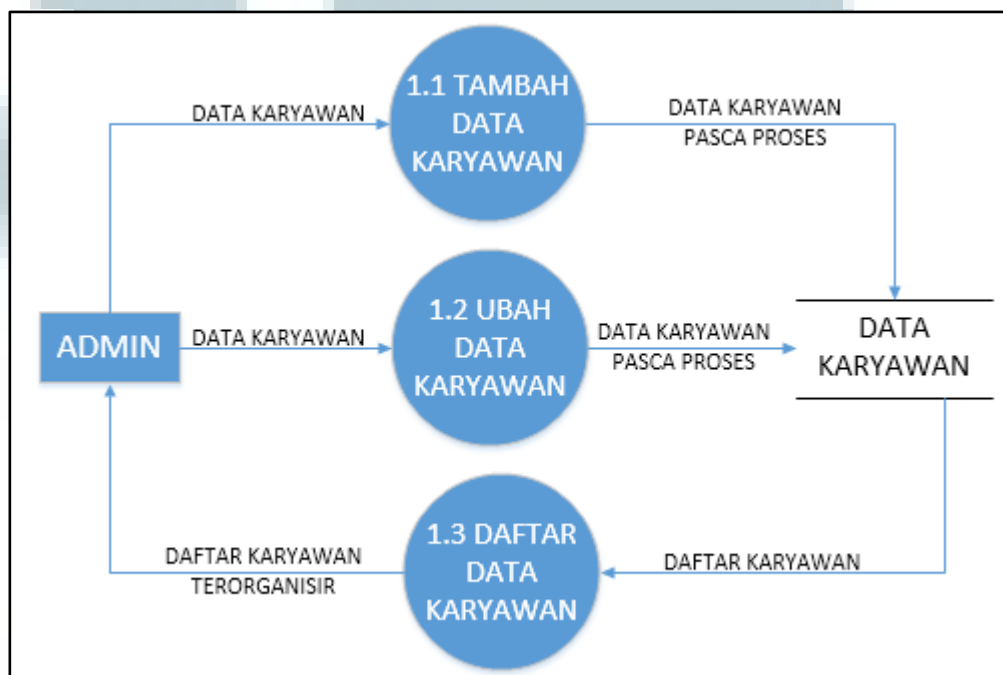 1.1 TAMBAH
DATA
KARYAWAN
DATA KARYAWAN
DATA KARYAWAN
PASCA PROSES
ADMIN
DATA KARYAWAN
1.2 UBAH
DATA
KARYAWAN
DATA KARYAWAN
PASCA PROSES
DATA
KARYAWAN
DAFTAR KARYAWAN
TERORGANISIR
1.3 DAFTAR
DATA
KARYAWAN
DAFTAR KARYAWAN